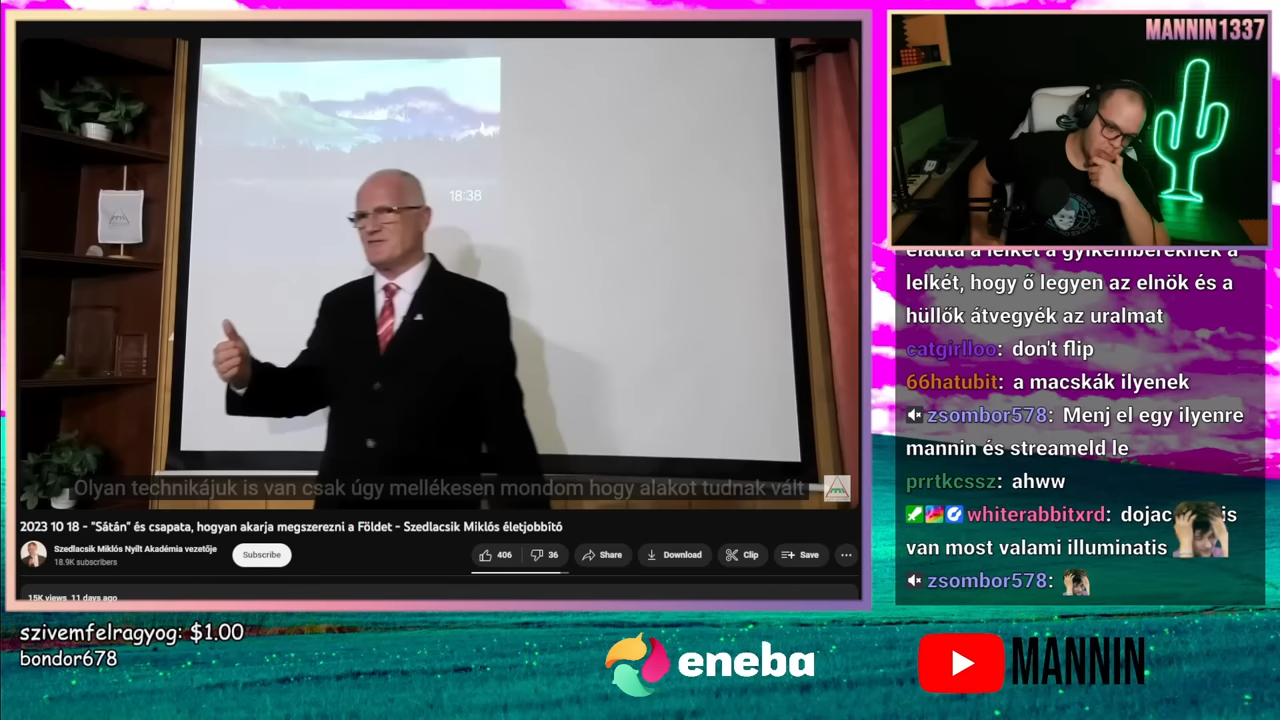 18:38
Olyan technikájuk is van csak úgy mellékesen mondom hogy alakot tudnak vált
2023 10 18 - "Sátán" és csapata, hogyan akarja megszerezni a Földet - Szedlacsik Miklós életjobbító
Szedlacsik Miklós Nyílt Akadémia vezetője
18.9K subscribers
Subscribe
406
36
Share
Download
Clip
Save
15K views 11 days ago
MANNIN1337
eladta a lelkét a gyíkembereknek a
lelkét, hogy ő legyen az elnök és a
hüllők átvegyék az uralmat
catgirlloo: don't flip
66hatubit: a macskák ilyenek
zsombor578: Menj el egy ilyenre
mannin és streameld le
prrtkcssz: ahww
whiterabbitxrd: dojac is
van most valami illuminatis
zsombor578:
szivemfelragyog: $1.00
bondor678
eneba
MANNIN